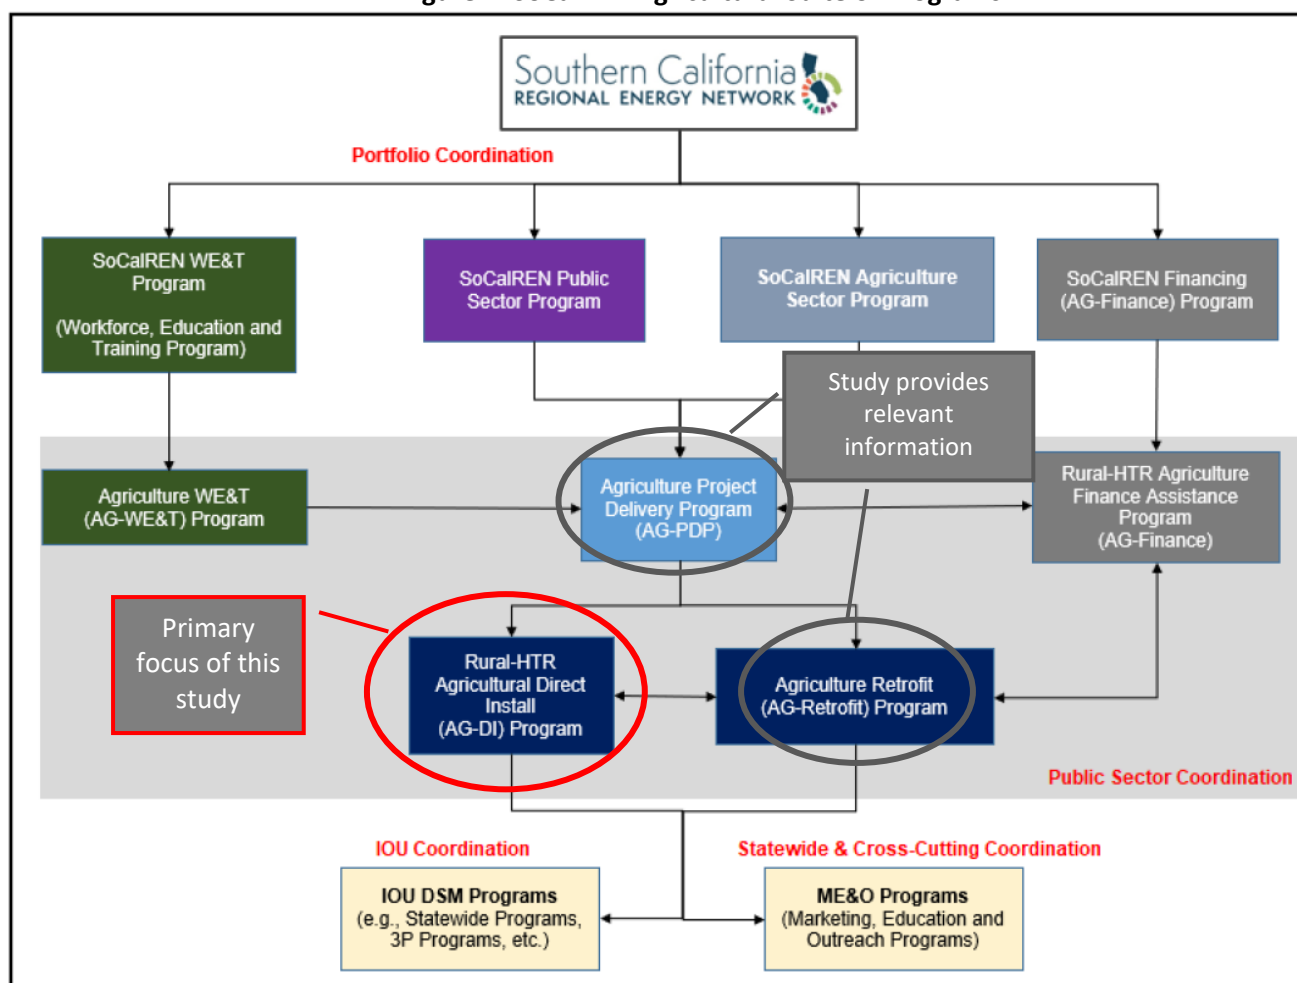 Southern California
REGIONAL ENERGY NETWORK
Portfolio Coordination
SoCalREN WE&T
Program
(Workforce, Education and
Training Program)
SoCalREN Public
Sector Program
SoCalREN Agriculture
Sector Program
SoCalREN Financing
(AG-Finance) Program
Study provides
relevant
information
Agriculture WE&T
(AG-WE&T) Program
Agriculture Project
Delivery Program
(AG-PDP)
Rural-HTR Agriculture
Finance Assistance
Program
(AG-Finance)
Primary
focus of this
study
Rural-HTR
Agricultural Direct
Install
(AG-DI) Program
Agriculture Retrofit
(AG-Retrofit) Program
Public Sector Coordination
IOU Coordination
Statewide & Cross-Cutting Coordination
IOU DSM Programs
(e.g., Statewide Programs,
3P Programs, etc.)
ME&O Programs
(Marketing, Education and
Outreach Programs)